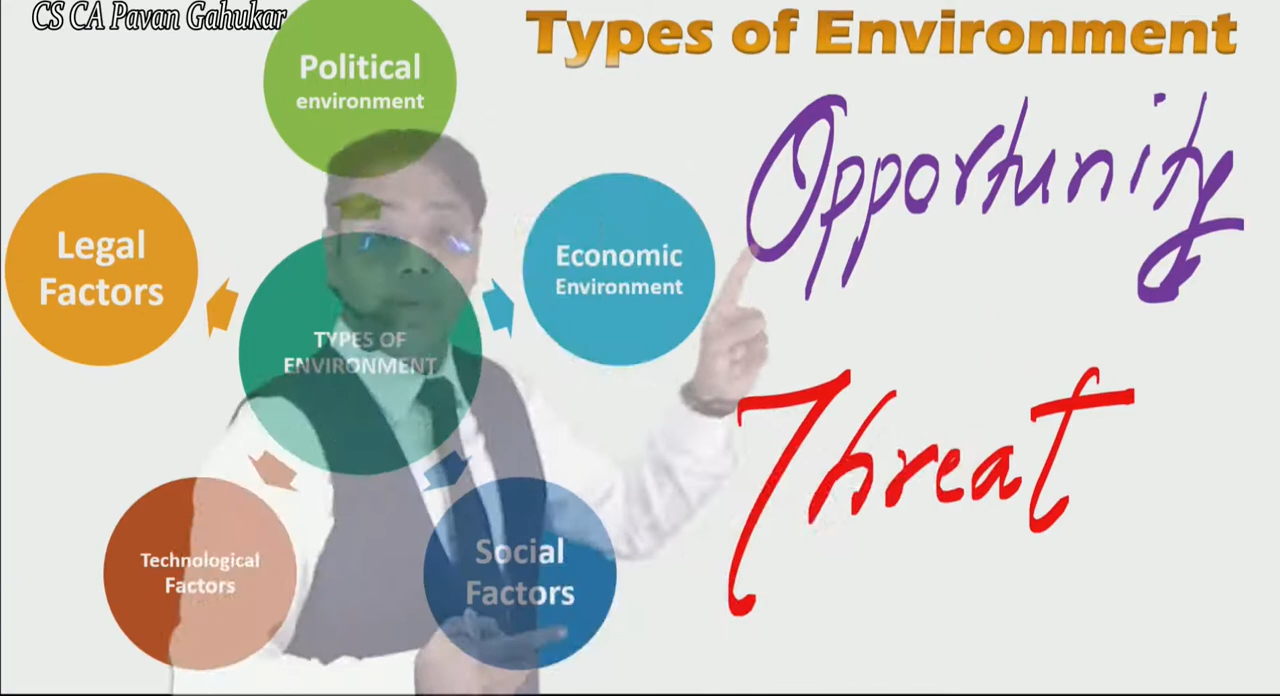 CS CA Pavan Gahukar
Types of Environment
Political
environment
Opportunity
Legal
Factors
Economic
Environment
TYPES OF
ENVIRONMENT
Threat
Technological
Factors
Social
Factors